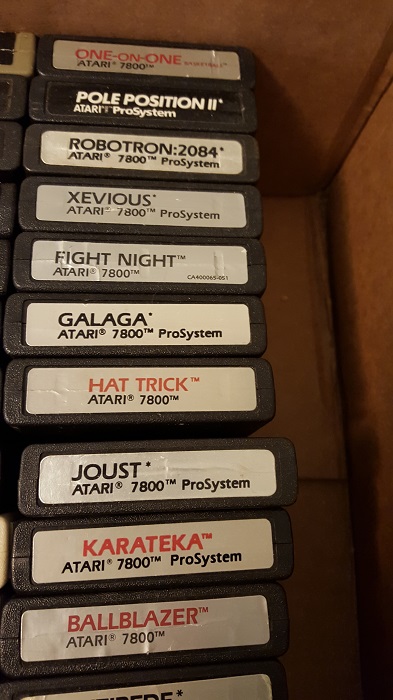 ONE-ON-ONE BASKETBALL™
ATARI® 7800™
POLE POSITION II*
ATARI® ProSystem
ROBOTRON:2084*
ATARI® 7800™ ProSystem
XEVIOUS*
ATARI® 7800™ ProSystem
FIGHT NIGHT™
ATARI® 7800™ CA400065-051
GALAGA*
ATARI® 7800™ ProSystem
HAT TRICK™
ATARI® 7800™
JOUST*
ATARI® 7800™ ProSystem
KARATEKA™
ATARI® 7800™ ProSystem
BALLBLAZER™
ATARI® 7800™